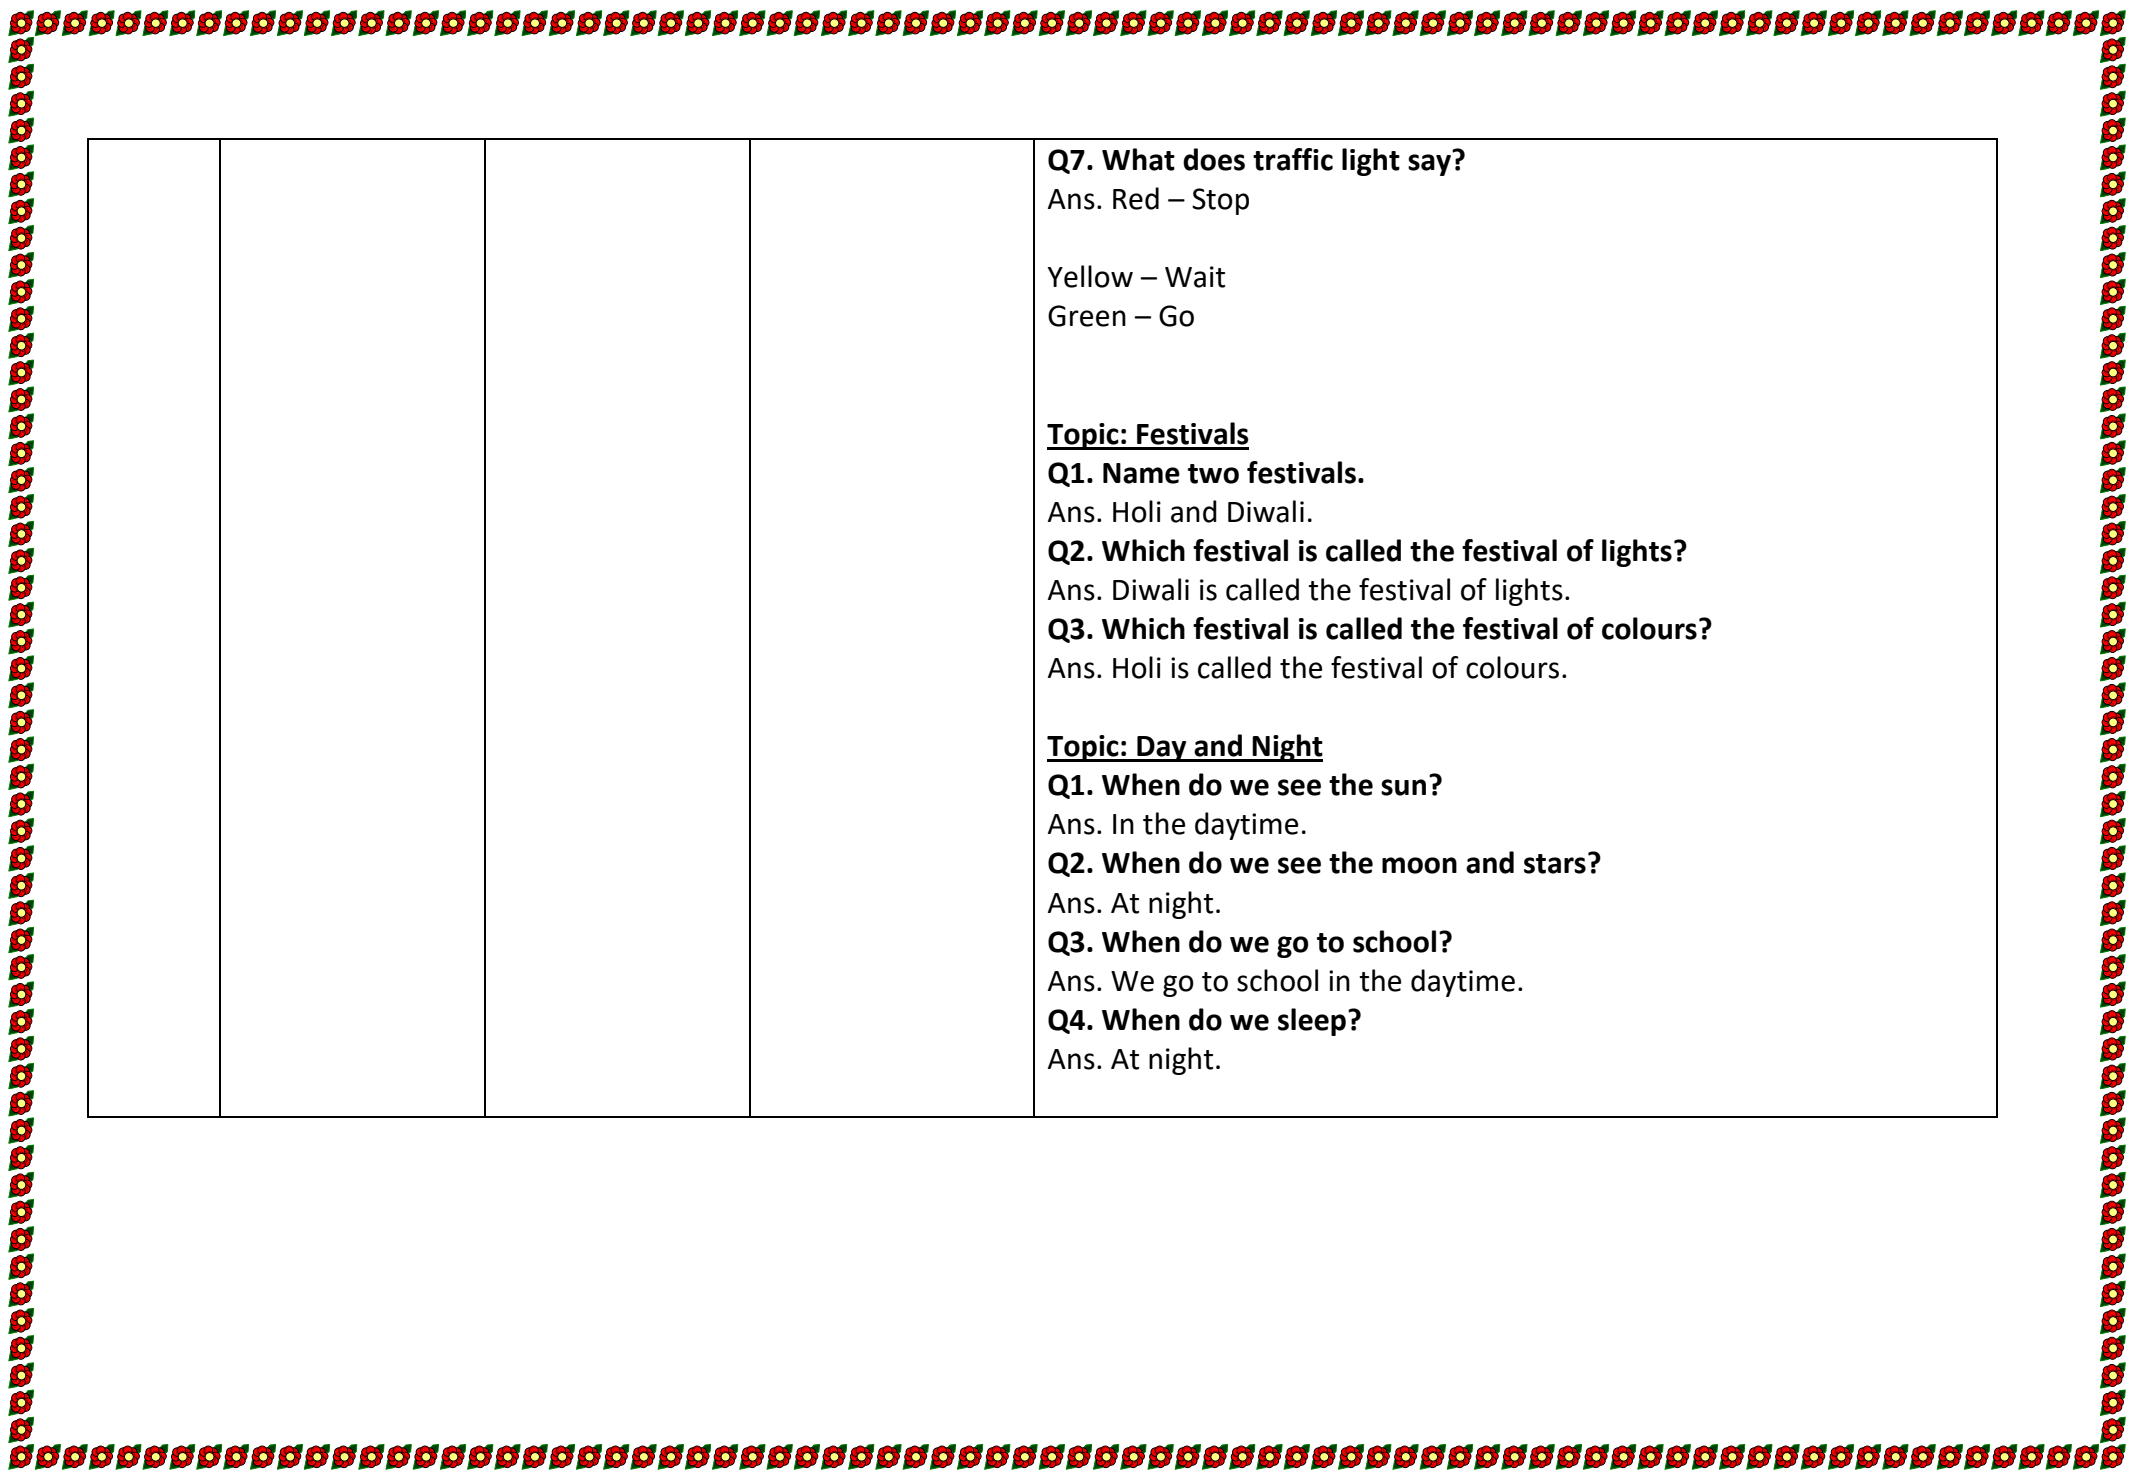 Q7. What does traffic light say?
Ans. Red – Stop
Yellow – Wait
Green – Go
Topic: Festivals
Q1. Name two festivals.
Ans. Holi and Diwali.
Q2. Which festival is called the festival of lights?
Ans. Diwali is called the festival of lights.
Q3. Which festival is called the festival of colours?
Ans. Holi is called the festival of colours.
Topic: Day and Night
Q1. When do we see the sun?
Ans. In the daytime.
Q2. When do we see the moon and stars?
Ans. At night.
Q3. When do we go to school?
Ans. We go to school in the daytime.
Q4. When do we sleep?
Ans. At night.